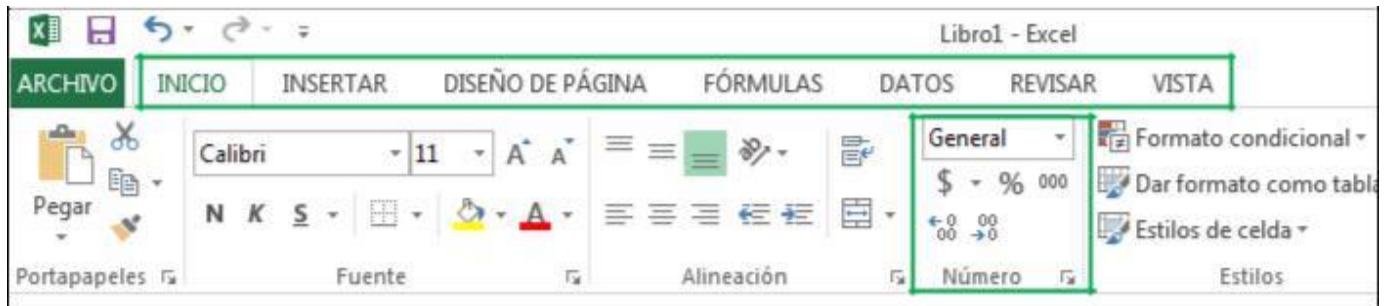 Libro1 - Excel
ARCHIVO INICIO INSERTAR DISEÑO DE PÁGINA FÓRMULAS DATOS REVISAR VISTA
Calibri 11 A A General Formato condicional
$ % 000 Dar formato como tabla
Pegar N K S A Estilos de celda
Portapapeles Fuente Alineación Número Estilos